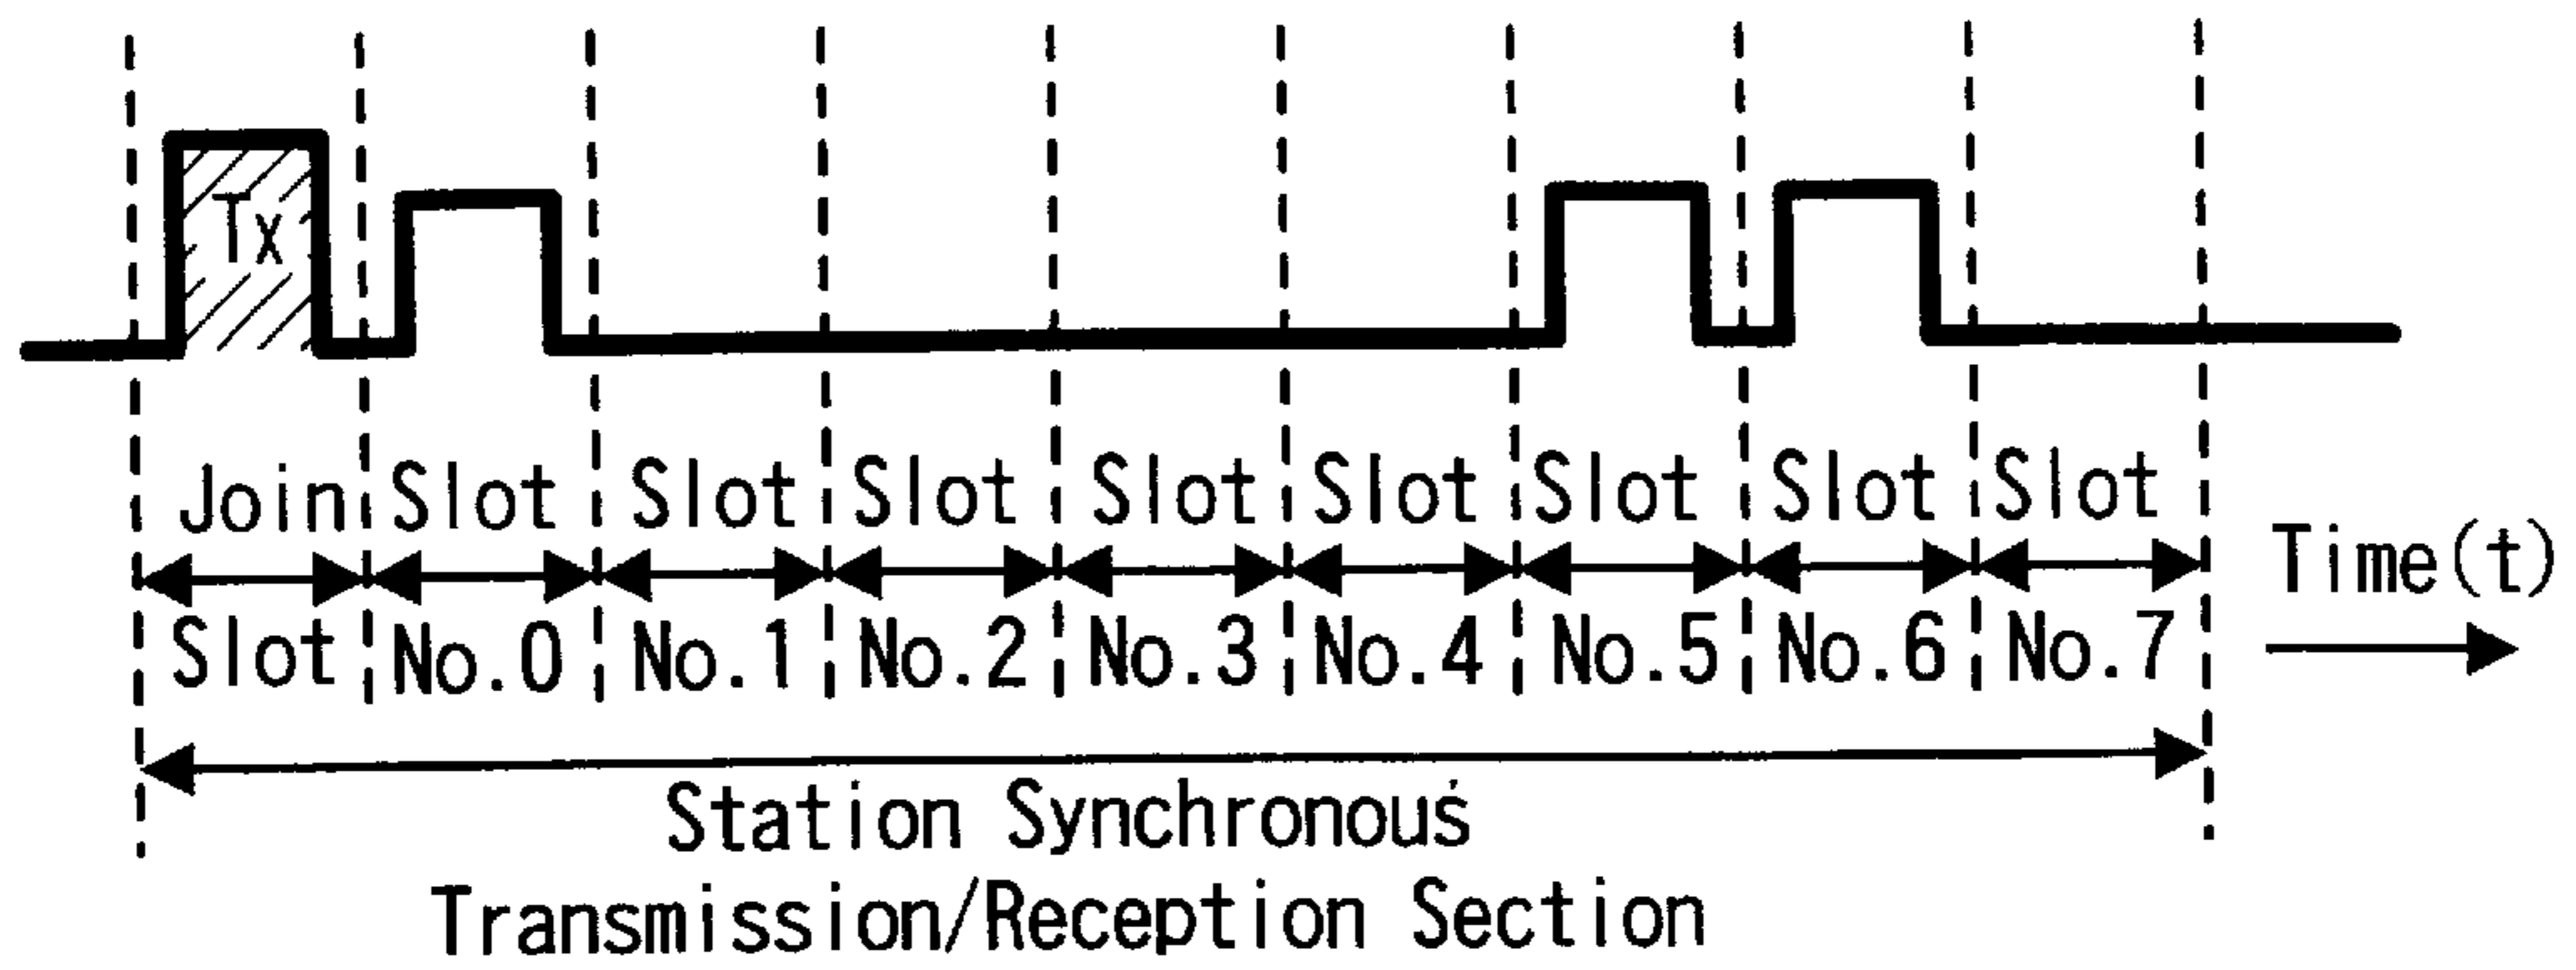 Tx
Join Slot Slot Slot Slot Slot Slot Slot Slot
Slot No.0 No.1 No.2 No.3 No.4 No.5 No.6 No.7
Time(t)
Station Synchronous
Transmission/Reception Section